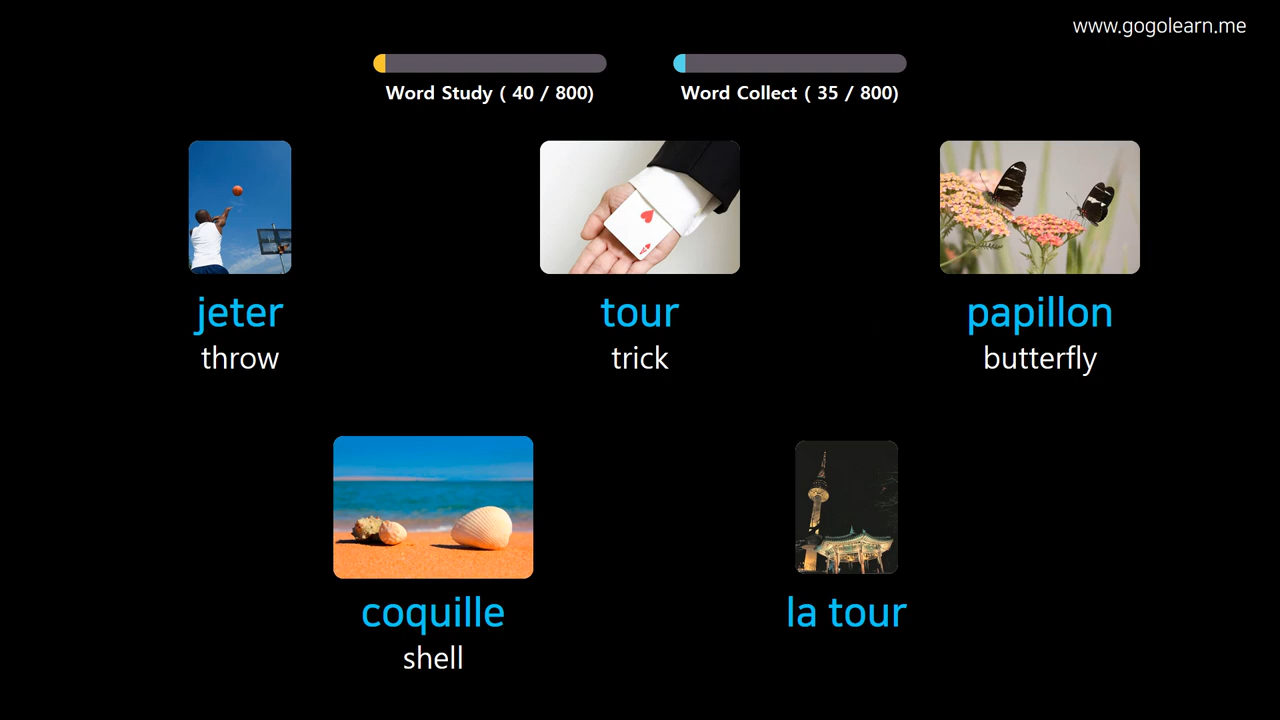 www.gogolearn.me
Word Study ( 40 / 800)
Word Collect ( 35 / 800)
jeter
throw
tour
trick
papillon
butterfly
coquille
shell
la tour